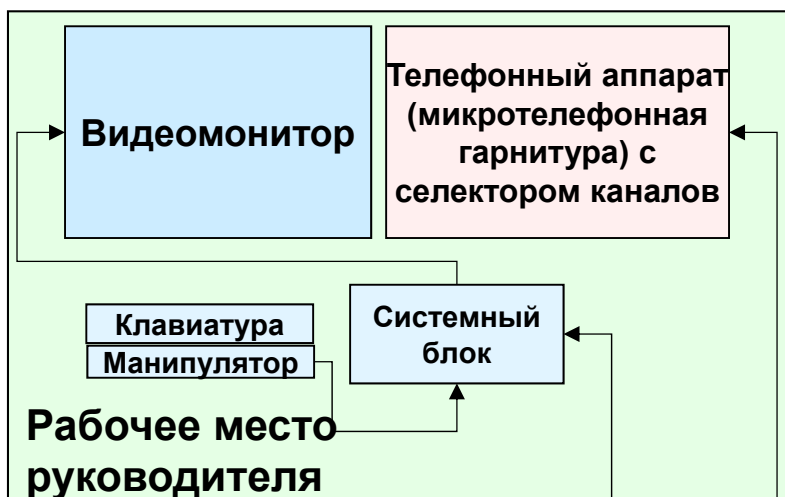 Видеомонитор
Телефонный аппарат
(микротелефонная
гарнитура) с
селектором каналов
Клавиатура
Манипулятор
Системный
блок
Рабочее место
руководителя